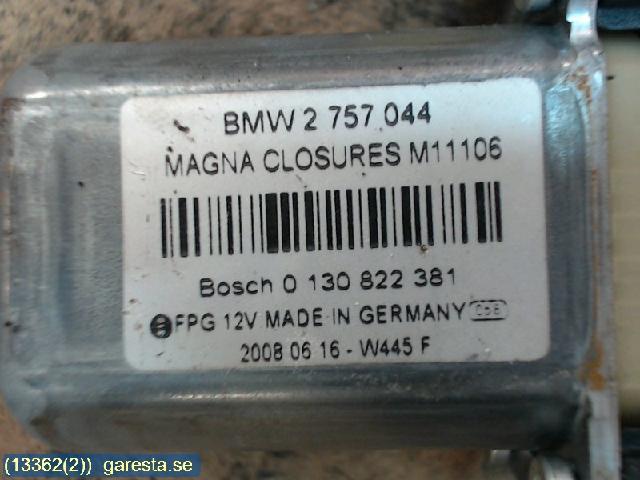 BMW 2 757 044
MAGNA CLOSURES M11106
Bosch 0 130 822 381
FPG 12V MADE IN GERMANY
2008 06 16 - W445 F
(13362(2)) garesta.se